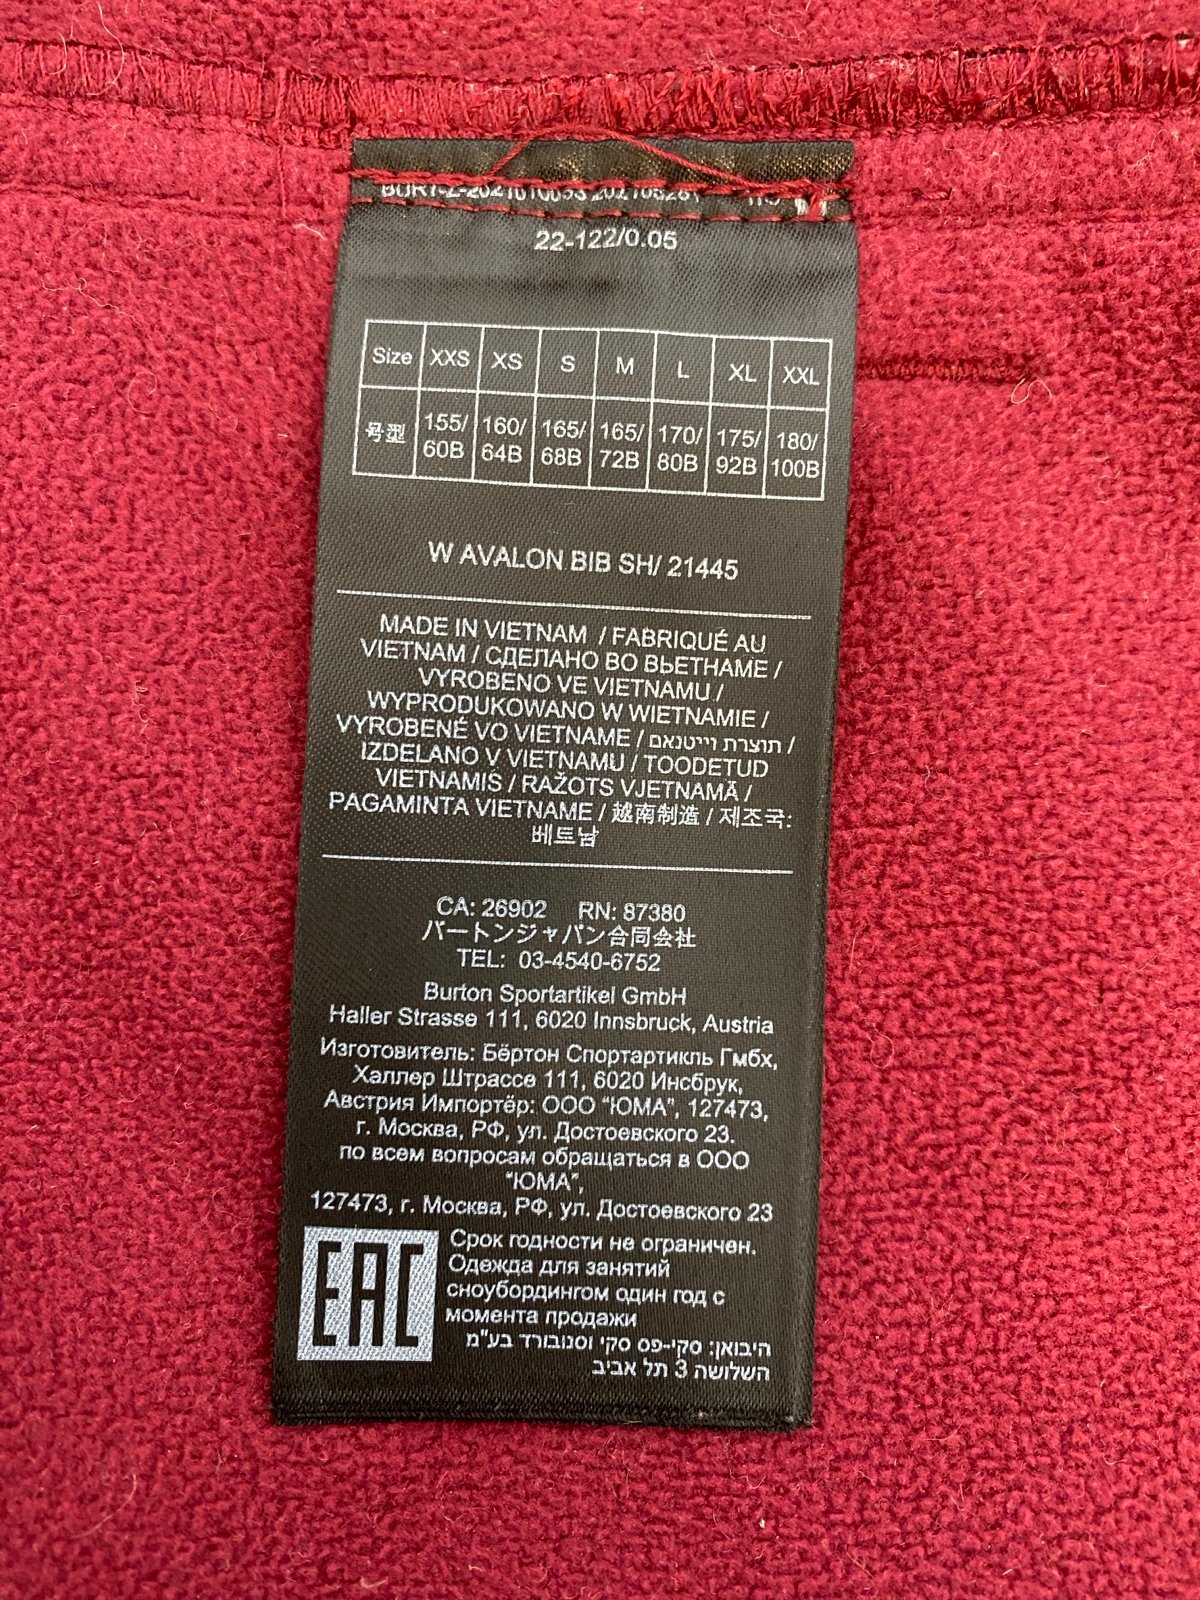 22-122/0.05
Size XXS XS S M L XL XXL
号型 155/60B 160/64B 165/68B 165/72B 170/80B 175/92B 180/100B
W AVALON BIB SH/ 21445
MADE IN VIETNAM / FABRIQUÉ AU
VIETNAM / СДЕЛАНО ВО ВЬЕТНАМЕ /
VYROBENO VE VIETNAMU /
WYPRODUKOWANO W WIETNAMIE /
VYROBENÉ VO VIETNAME / תוצרת וייטנאם /
IZDELANO V VIETNAMU / TOODETUD
VIETNAMIS / RAŽOTS VJETNAMĀ /
PAGAMINTA VIETNAME / 越南制造 / 제조국:
베트남
CA: 26902 RN: 87380
バートンジャパン合同会社
TEL: 03-4540-6752
Burton Sportartikel GmbH
Haller Strasse 111, 6020 Innsbruck, Austria
Изготовитель: Бёртон Спортартикль Гмбх,
Халлер Штрассе 111, 6020 Инсбрук,
Австрия Импортёр: ООО "ЮМА", 127473,
г. Москва, РФ, ул. Достоевского 23.
по всем вопросам обращаться в ООО
"ЮМА",
127473, г. Москва, РФ, ул. Достоевского 23
EAC
Срок годности не ограничен.
Одежда для занятий
сноубордингом один год с
момента продажи
היבואן: סקי-פס סקי וסנובורד בע"מ
השלושה 3 תל אביב